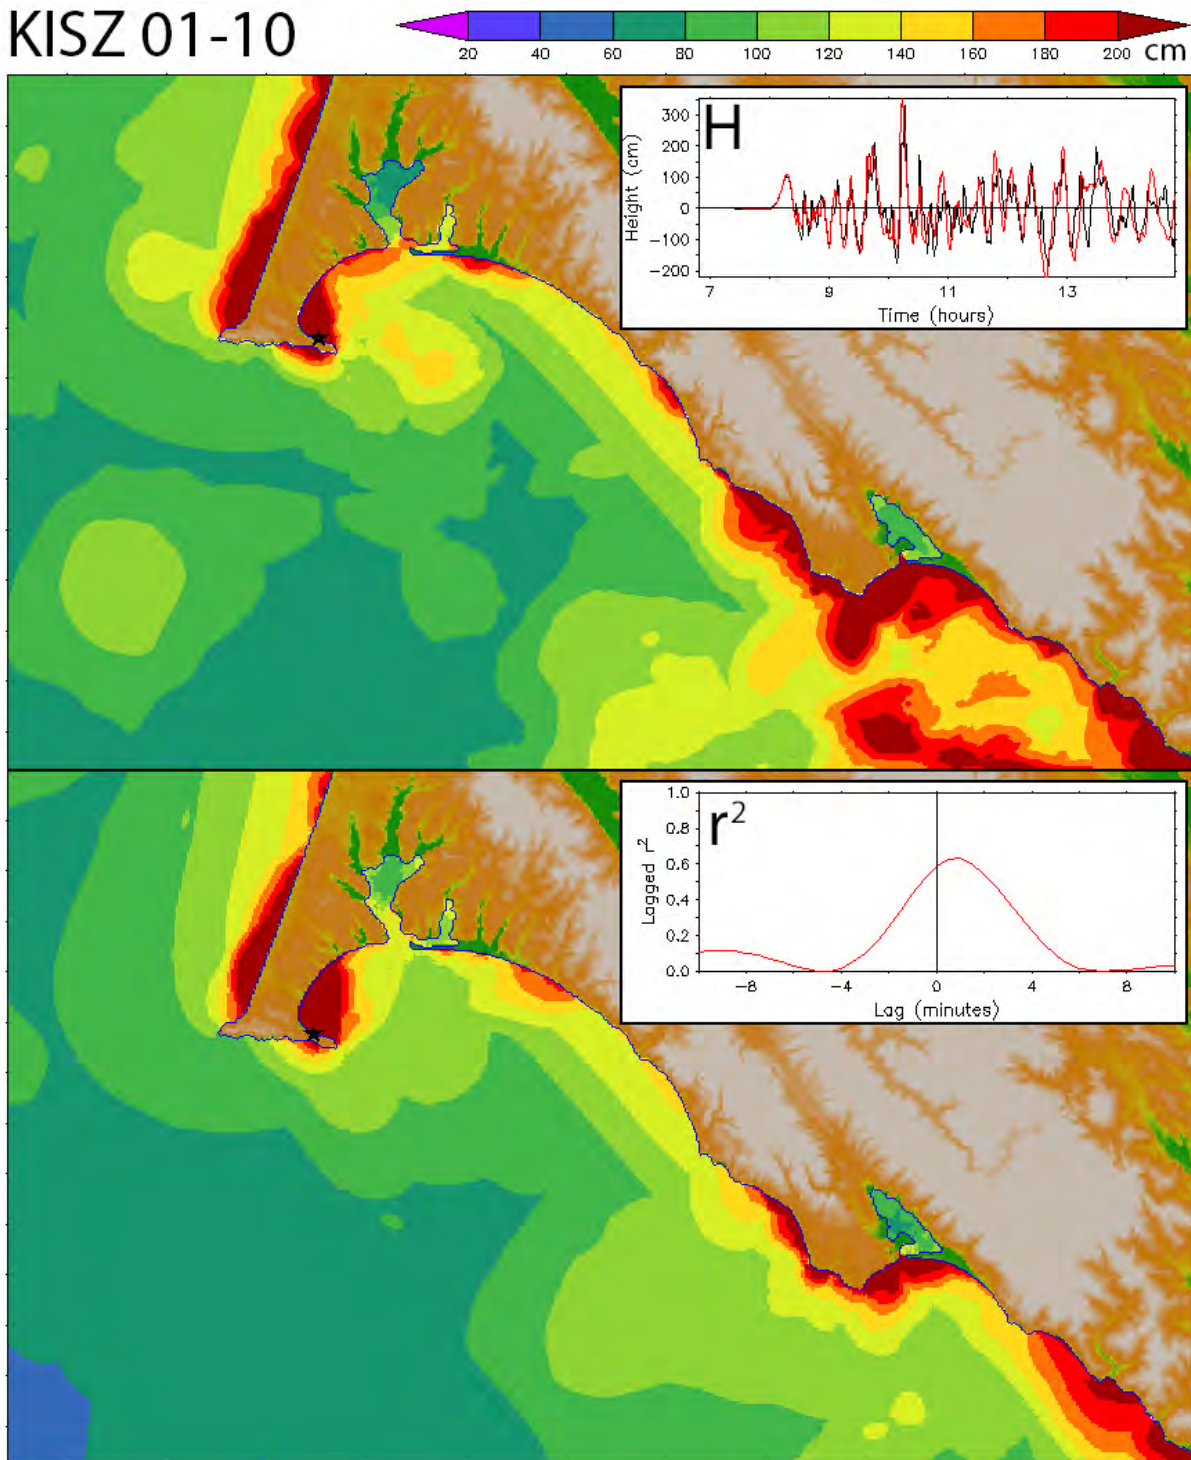 KISZ 01-10
20 40 60 80 100 120 140 160 180 200 cm
H
Height (cm)
300
200
100
0
-100
-200
7 9 11 13
Time (hours)
r²
Lagged r²
1.0
0.8
0.6
0.4
0.2
0.0
-8 -4 0 4 8
Lag (minutes)